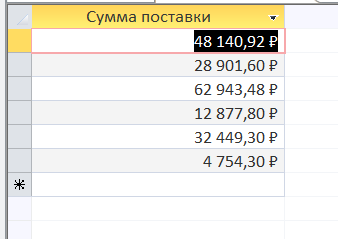 Сумма поставки
48 140,92 ₽
28 901,60 ₽
62 943,48 ₽
12 877,80 ₽
32 449,30 ₽
4 754,30 ₽